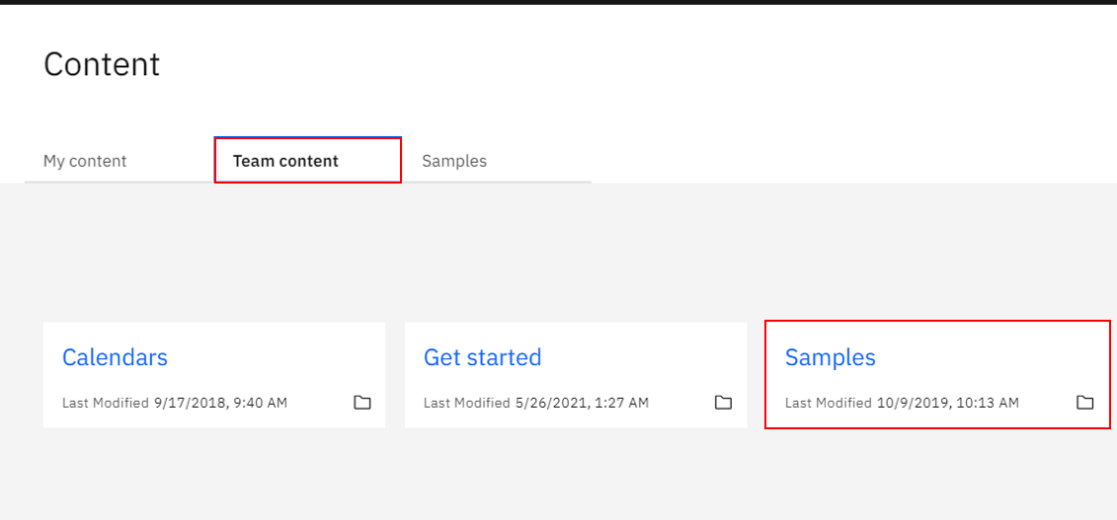 Content
My content
Team content
Samples
Calendars
Last Modified 9/17/2018, 9:40 AM
Get started
Last Modified 5/26/2021, 1:27 AM
Samples
Last Modified 10/9/2019, 10:13 AM